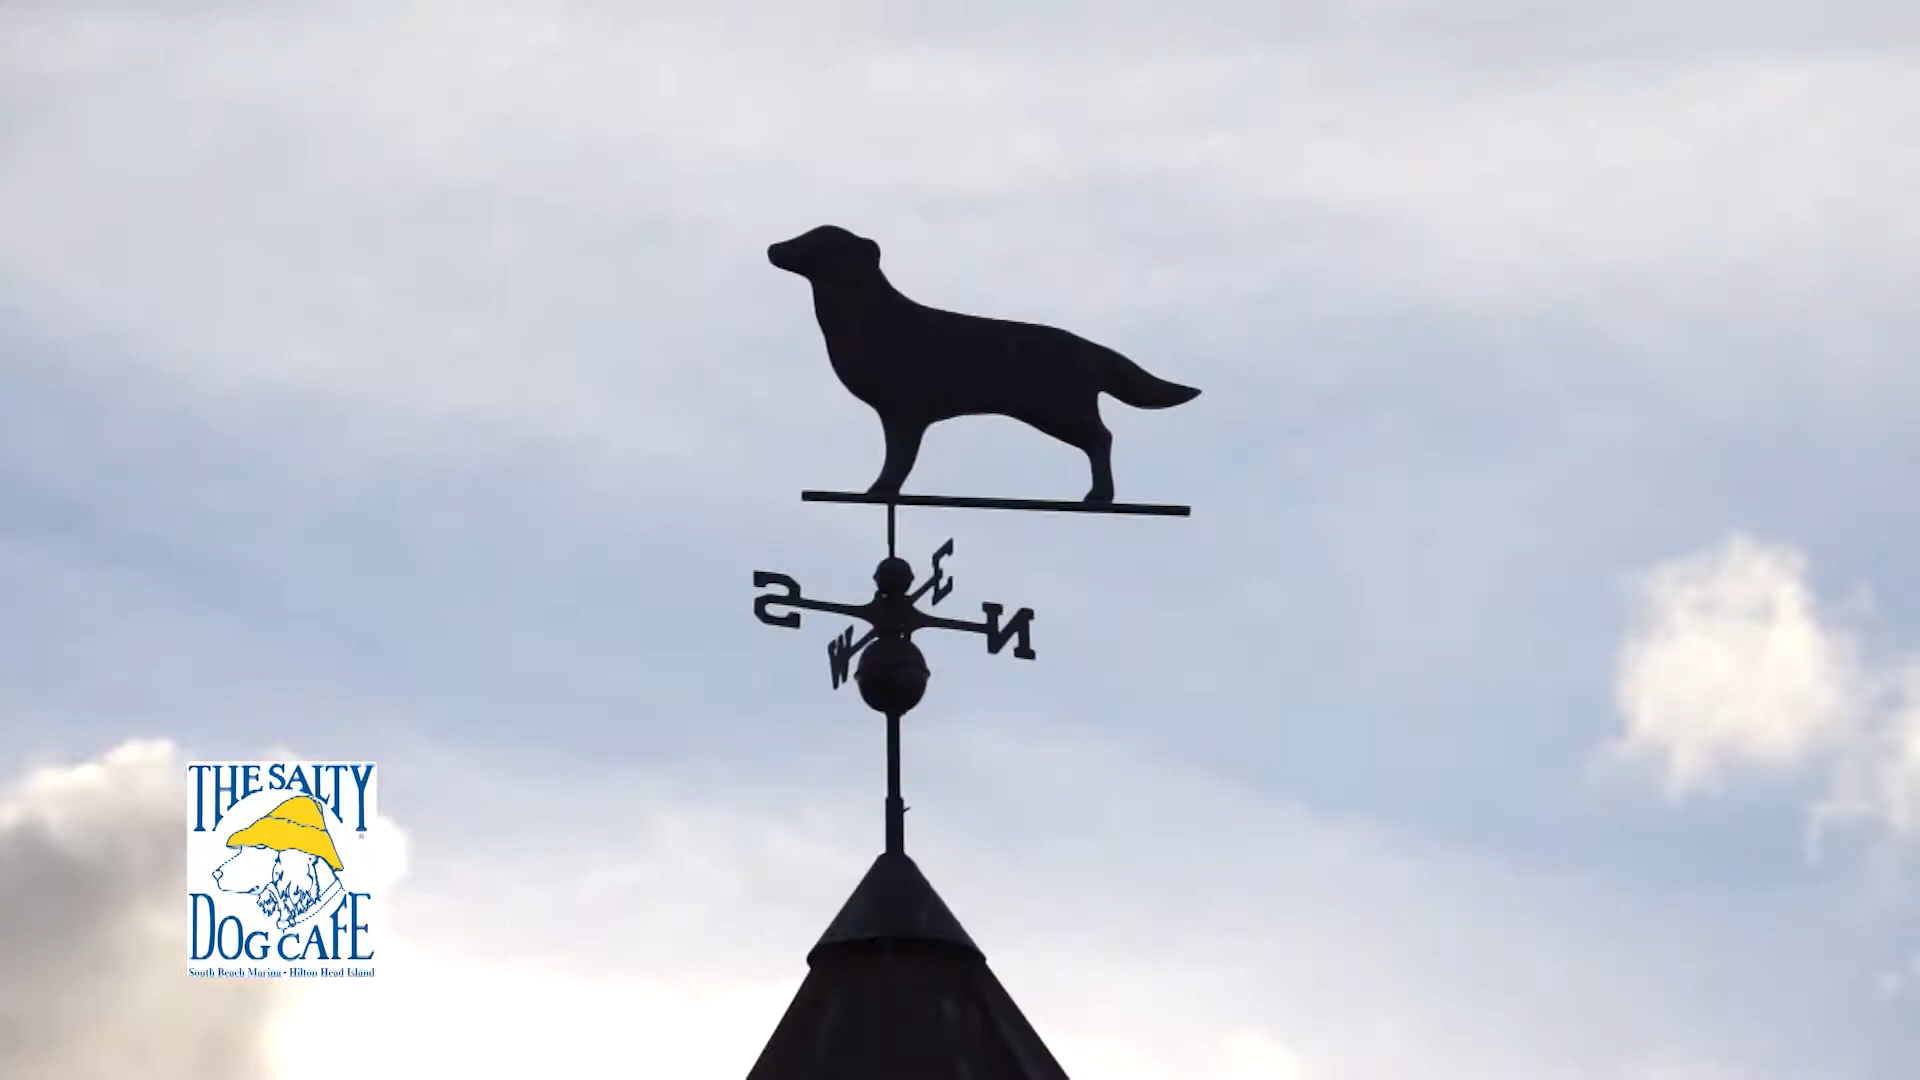 E
S
N
W
THE SALTY
DOG CAFE
South Beach Marina • Hilton Head Island